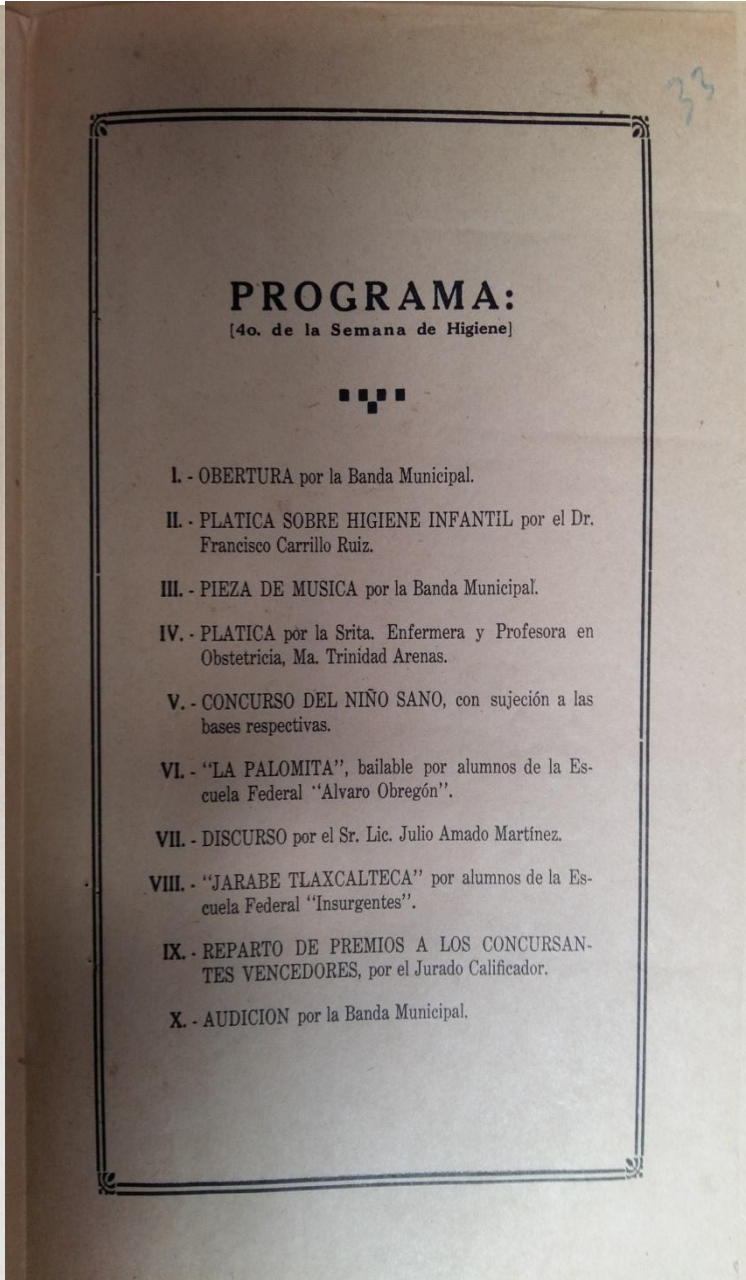 33
PROGRAMA:
[4o. de la Semana de Higiene]
I. - OBERTURA por la Banda Municipal.
II. - PLATICA SOBRE HIGIENE INFANTIL por el Dr.
Francisco Carrillo Ruiz.
III. - PIEZA DE MUSICA por la Banda Municipal.
IV. - PLATICA por la Srita. Enfermera y Profesora en
Obstetricia, Ma. Trinidad Arenas.
V. - CONCURSO DEL NIÑO SANO, con sujeción a las
bases respectivas.
VI. - “LA PALOMITA”, bailable por alumnos de la Es-
cuela Federal “Alvaro Obregón”.
VII. - DISCURSO por el Sr. Lic. Julio Amado Martínez.
VIII. - “JARABE TLAXCALTECA” por alumnos de la Es-
cuela Federal “Insurgentes”.
IX. - REPARTO DE PREMIOS A LOS CONCURSAN-
TES VENCEDORES, por el Jurado Calificador.
X. - AUDICION por la Banda Municipal.